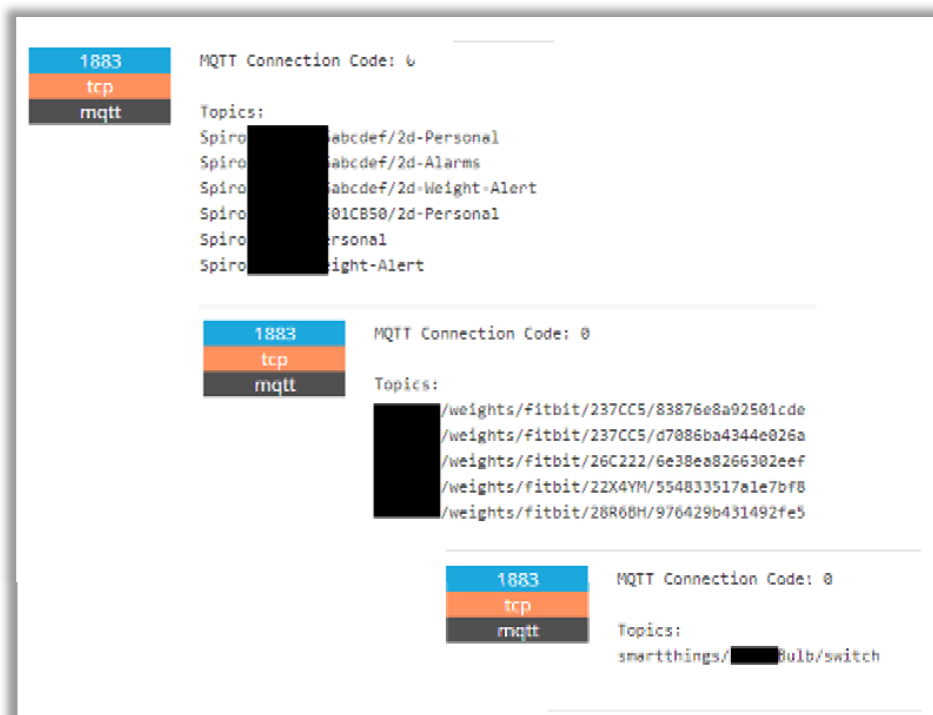 1883
tcp
mqtt
MQTT Connection Code: 0
Topics:
Spiro abcdef/2d-Personal
Spiro abcdef/2d-Alarms
Spiro abcdef/2d-Weight-Alert
Spiro 01CB50/2d-Personal
Spiro ersonal
Spiro eight-Alert
1883
tcp
mqtt
MQTT Connection Code: 0
Topics:
/weights/fitbit/237CC5/83876e8a92501cde
/weights/fitbit/237CC5/d7086ba4344e026a
/weights/fitbit/26C222/6e38ea8266302eef
/weights/fitbit/22X4YM/554833517a1e7bf8
/weights/fitbit/28R6BH/976429b431492fe5
1883
tcp
mqtt
MQTT Connection Code: 0
Topics:
smartthings/ Bulb/switch